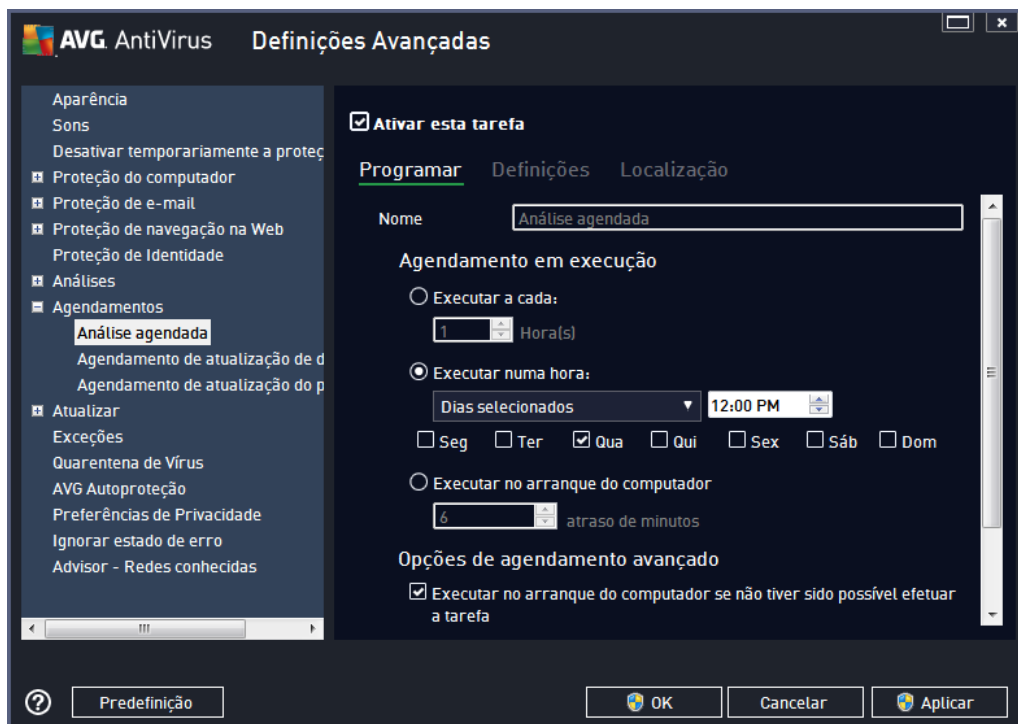 AVG AntiVirus Definições Avançadas
Aparência
Sons
Desativar temporariamente a proteç
Proteção do computador
Proteção de e-mail
Proteção de navegação na Web
Proteção de Identidade
Análises
Agendamentos
Análise agendada
Agendamento de atualização de d
Agendamento de atualização do p
Atualizar
Exceções
Quarentena de Vírus
AVG Autoproteção
Preferências de Privacidade
Ignorar estado de erro
Advisor - Redes conhecidas
Ativar esta tarefa
Programar Definições Localização
Nome Análise agendada
Agendamento em execução
Executar a cada:
1 Hora(s)
Executar numa hora:
Dias selecionados 12:00 PM
Seg Ter Qua Qui Sex Sáb Dom
Executar no arranque do computador
6 atraso de minutos
Opções de agendamento avançado
Executar no arranque do computador se não tiver sido possível efetuar
a tarefa
Predefinição OK Cancelar Aplicar